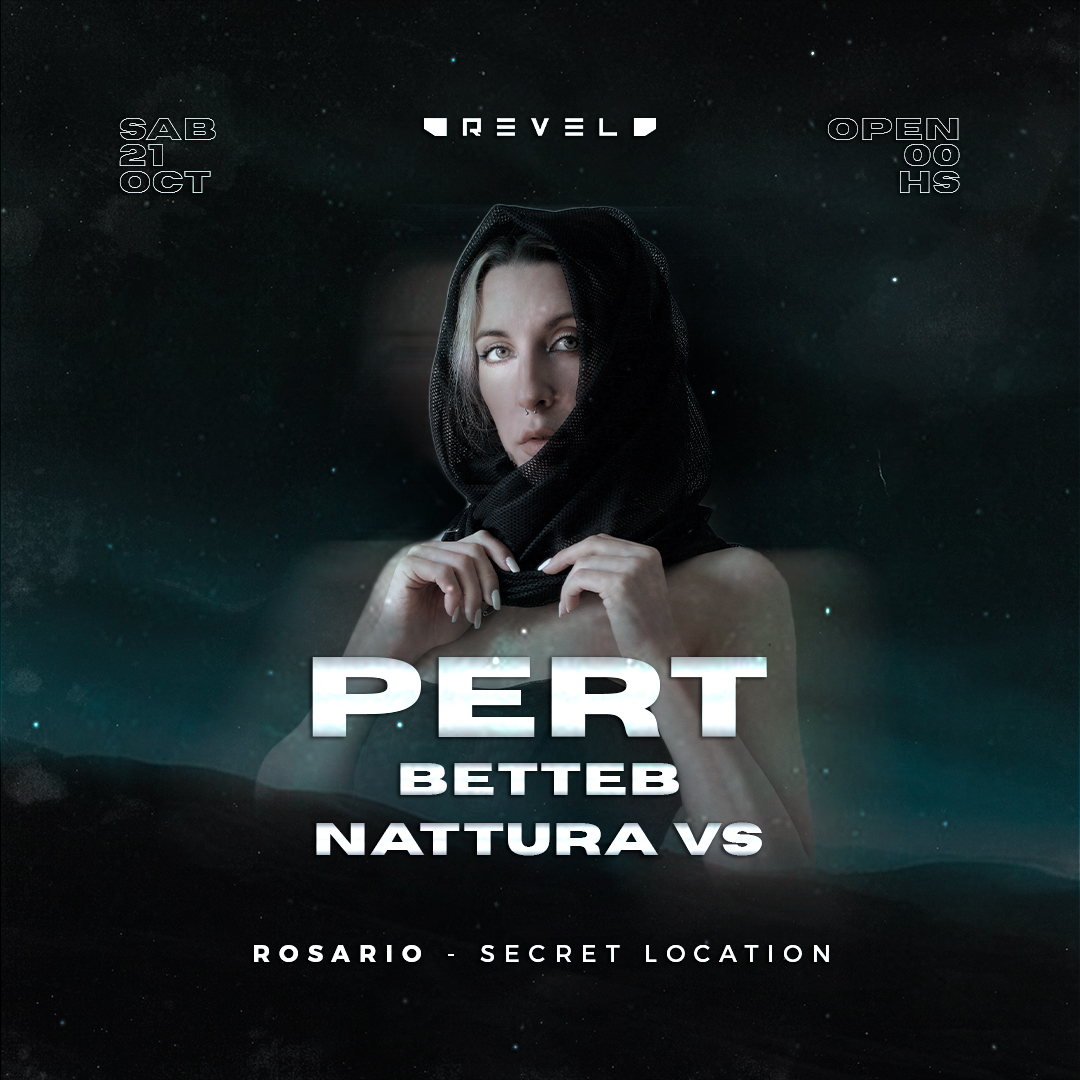 SAB
21
OCT
REVEL
OPEN
00
HS
PERT
BETTEB
NATTURA VS
ROSARIO - SECRET LOCATION